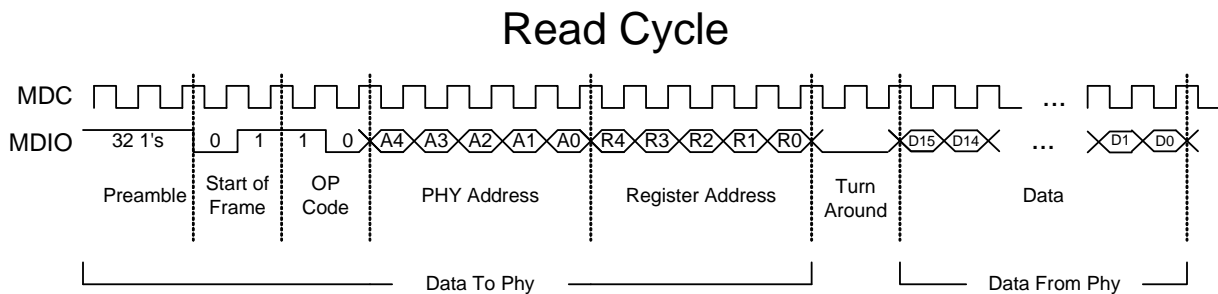 Read Cycle
MDC ...
MDIO 32 1's 0 1 1 0 A4 A3 A2 A1 A0 R4 R3 R2 R1 R0 D15 D14 ... D1 D0
Preamble Start of Frame OP Code PHY Address Register Address Turn Around Data
Data To Phy Data From Phy